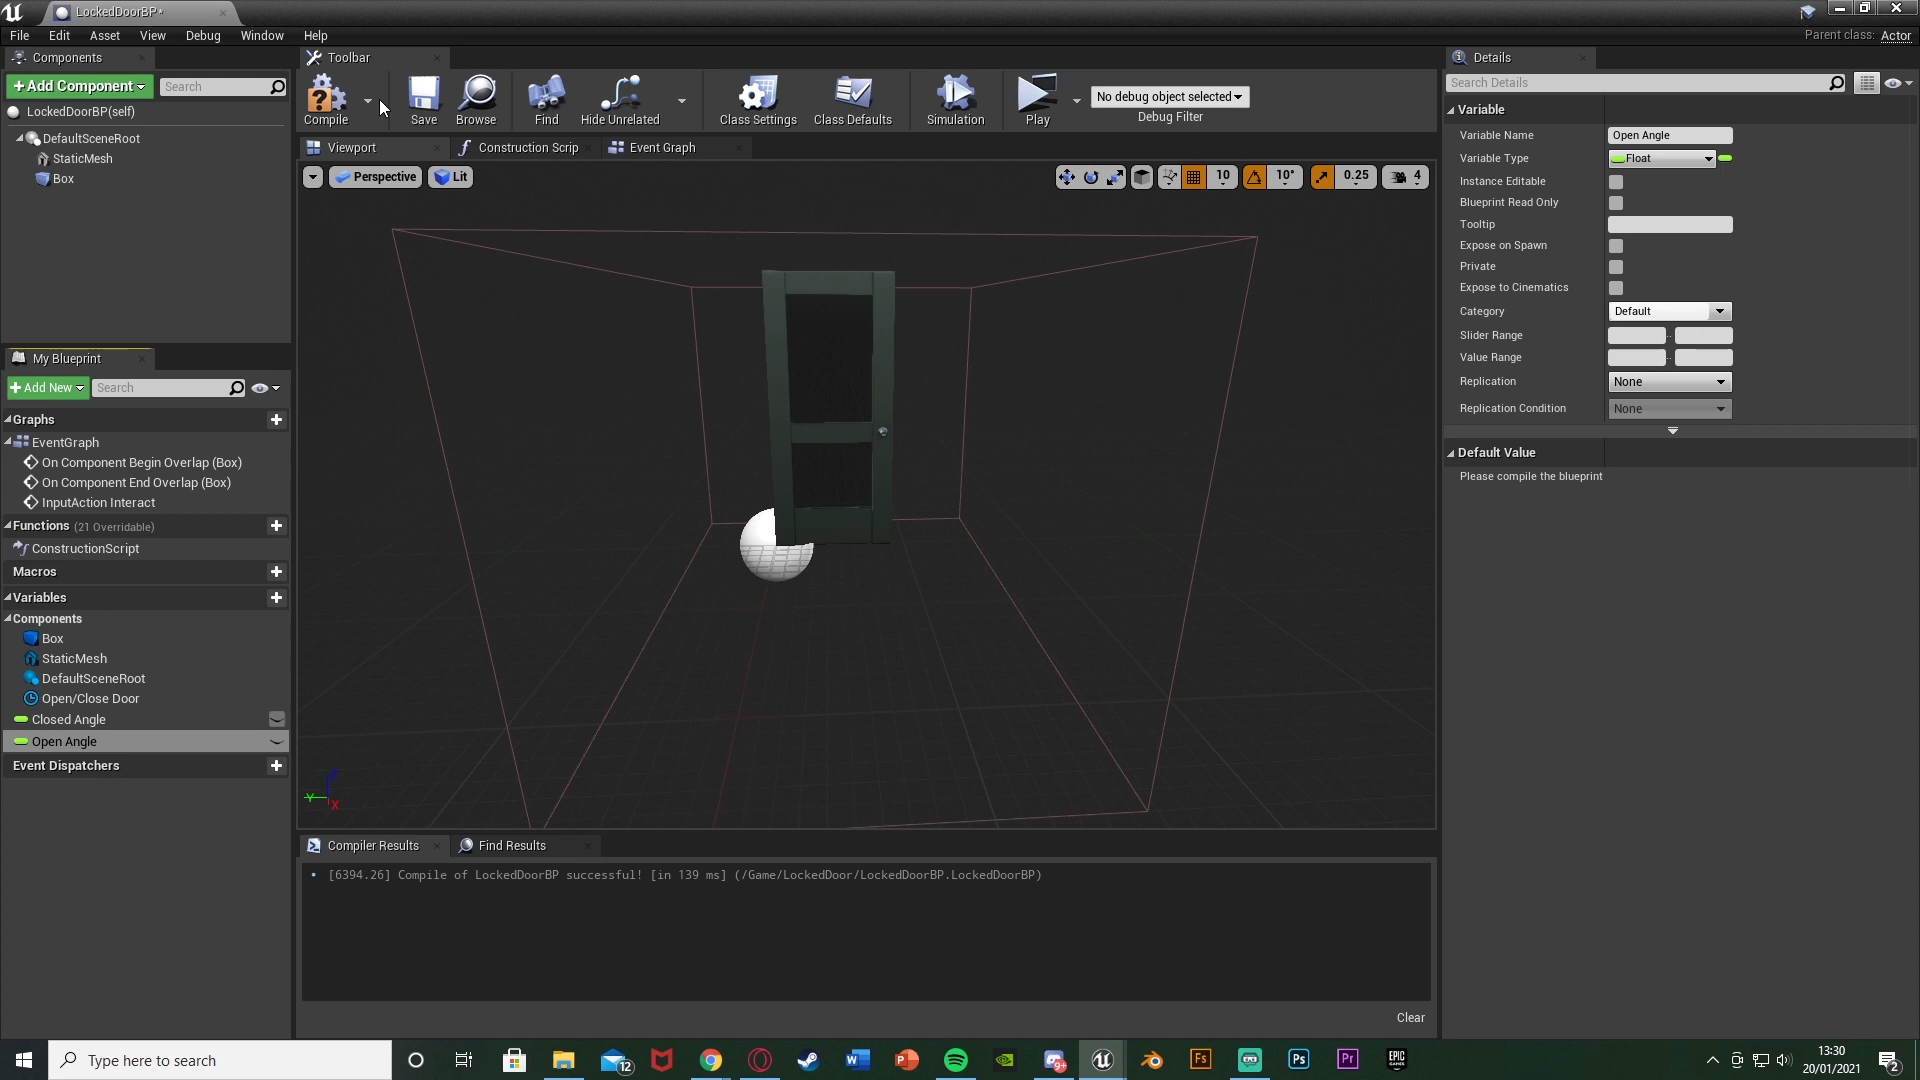 LockedDoorBP*
File Edit Asset View Debug Window Help
Parent class: Actor
Components
+Add Component
Search
LockedDoorBP(self)
DefaultSceneRoot
StaticMesh
Box
My Blueprint
+Add New
Search
Graphs
EventGraph
On Component Begin Overlap (Box)
On Component End Overlap (Box)
InputAction Interact
Functions (21 Overridable)
ConstructionScript
Macros
Variables
Components
Box
StaticMesh
DefaultSceneRoot
Open/Close Door
Closed Angle
Open Angle
Event Dispatchers
Toolbar
Compile
Save
Browse
Find
Hide Unrelated
Class Settings
Class Defaults
Simulation
Play
No debug object selected
Debug Filter
Viewport
Construction Scrip
Event Graph
Perspective
Lit
10
10°
0.25
4
Z
Y
X
Compiler Results
Find Results
[6394.26] Compile of LockedDoorBP successful! [in 139 ms] (/Game/LockedDoor/LockedDoorBP.LockedDoorBP)
Clear
Details
Search Details
Variable
Variable Name Open Angle
Variable Type Float
Instance Editable
Blueprint Read Only
Tooltip
Expose on Spawn
Private
Expose to Cinematics
Category Default
Slider Range
Value Range
Replication None
Replication Condition None
Default Value
Please compile the blueprint
Type here to search
12
W
P
9+
Fs
Ps
Pr
EPIC
GAMES
13:30
20/01/2021
2